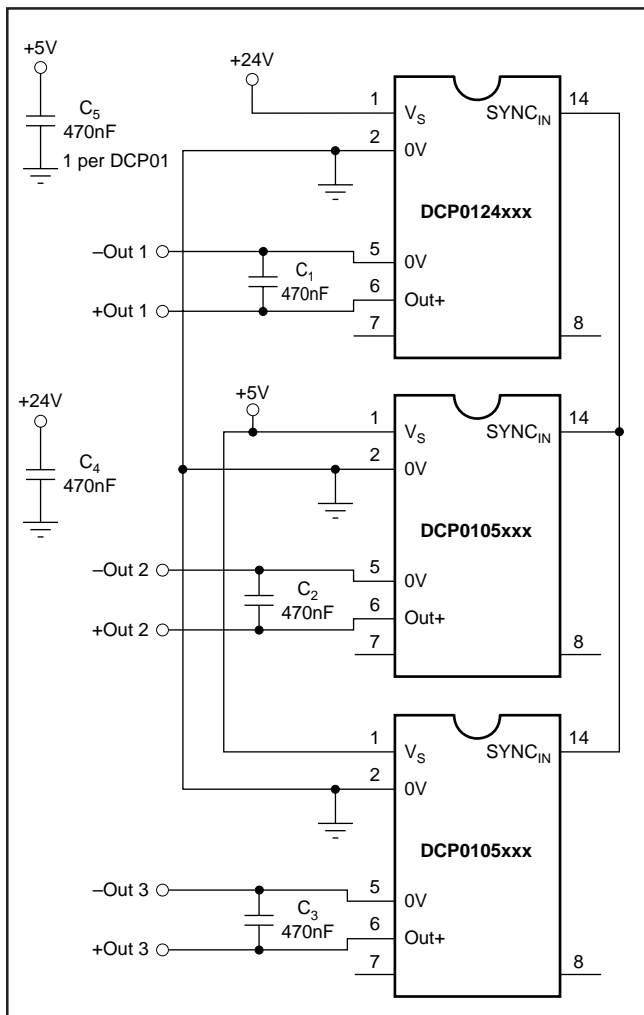 +5V
C5
470nF
1 per DCP01
+24V
1
VS
SYNCIN
14
2
0V
DCP0124xxx
–Out 1
5
0V
C1
470nF
6
Out+
+Out 1
7
8
+24V
C4
470nF
+5V
1
VS
SYNCIN
14
2
0V
DCP0105xxx
–Out 2
5
0V
C2
470nF
6
Out+
+Out 2
7
8
1
VS
SYNCIN
14
2
0V
DCP0105xxx
–Out 3
5
0V
C3
470nF
6
Out+
+Out 3
7
8